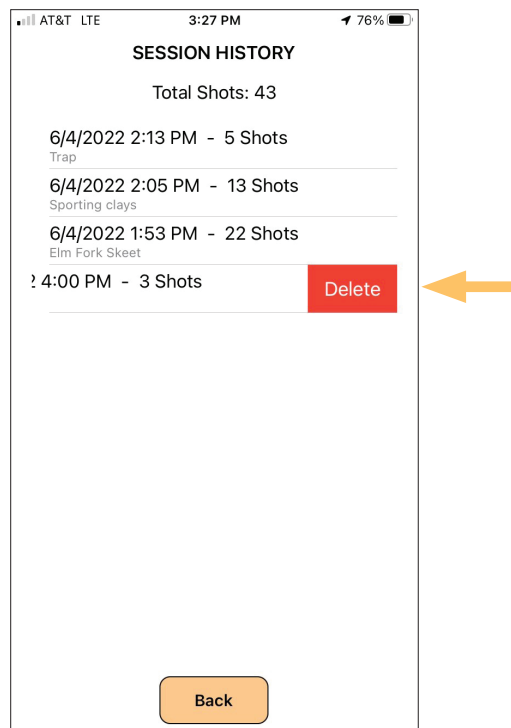 AT&T LTE 3:27 PM 76%
SESSION HISTORY
Total Shots: 43
6/4/2022 2:13 PM - 5 Shots
Trap
6/4/2022 2:05 PM - 13 Shots
Sporting clays
6/4/2022 1:53 PM - 22 Shots
Elm Fork Skeet
4:00 PM - 3 Shots Delete
Back